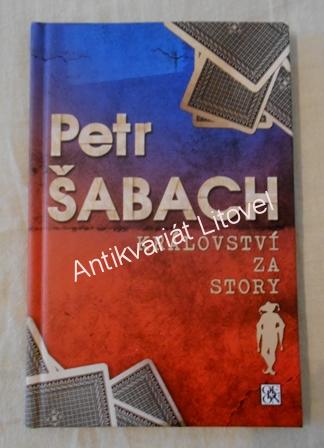 Petr
ŠABACH
KRÁLOVSTVÍ
ZA
STORY
Antikvariát Litovel